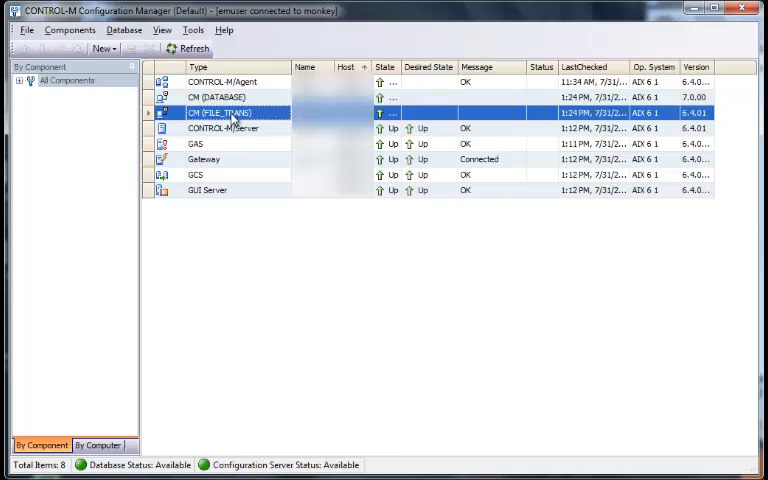 CONTROL-M Configuration Manager (Default) - [emuser connected to monkey]
File Components Database View Tools Help
New Refresh
By Component
All Components
Type Name Host State Desired State Message Status LastChecked Op. System Version
CONTROL-M/Agent ... OK 11:34 AM, 7/31/2... AIX 6 1 6.4.0...
CM (DATABASE) ... 1:24 PM, 7/31/2... AIX 6 1 7.0.00
CM (FILE_TRANS) ... 1:24 PM, 7/31/2... AIX 6 1 6.4.01
CONTROL-M/Server Up Up OK 1:12 PM, 7/31/2... AIX 6 1 6.4.01
GAS Up Up OK 1:11 PM, 7/31/2... AIX 6 1 6.4.0...
Gateway Up Up Connected 1:12 PM, 7/31/2... AIX 6 1 6.4.0...
GCS Up Up OK 1:12 PM, 7/31/2... AIX 6 1 6.4.0...
GUI Server Up Up OK 1:12 PM, 7/31/2... AIX 6 1 6.4.0...
By Component By Computer
Total Items: 8 Database Status: Available Configuration Server Status: Available